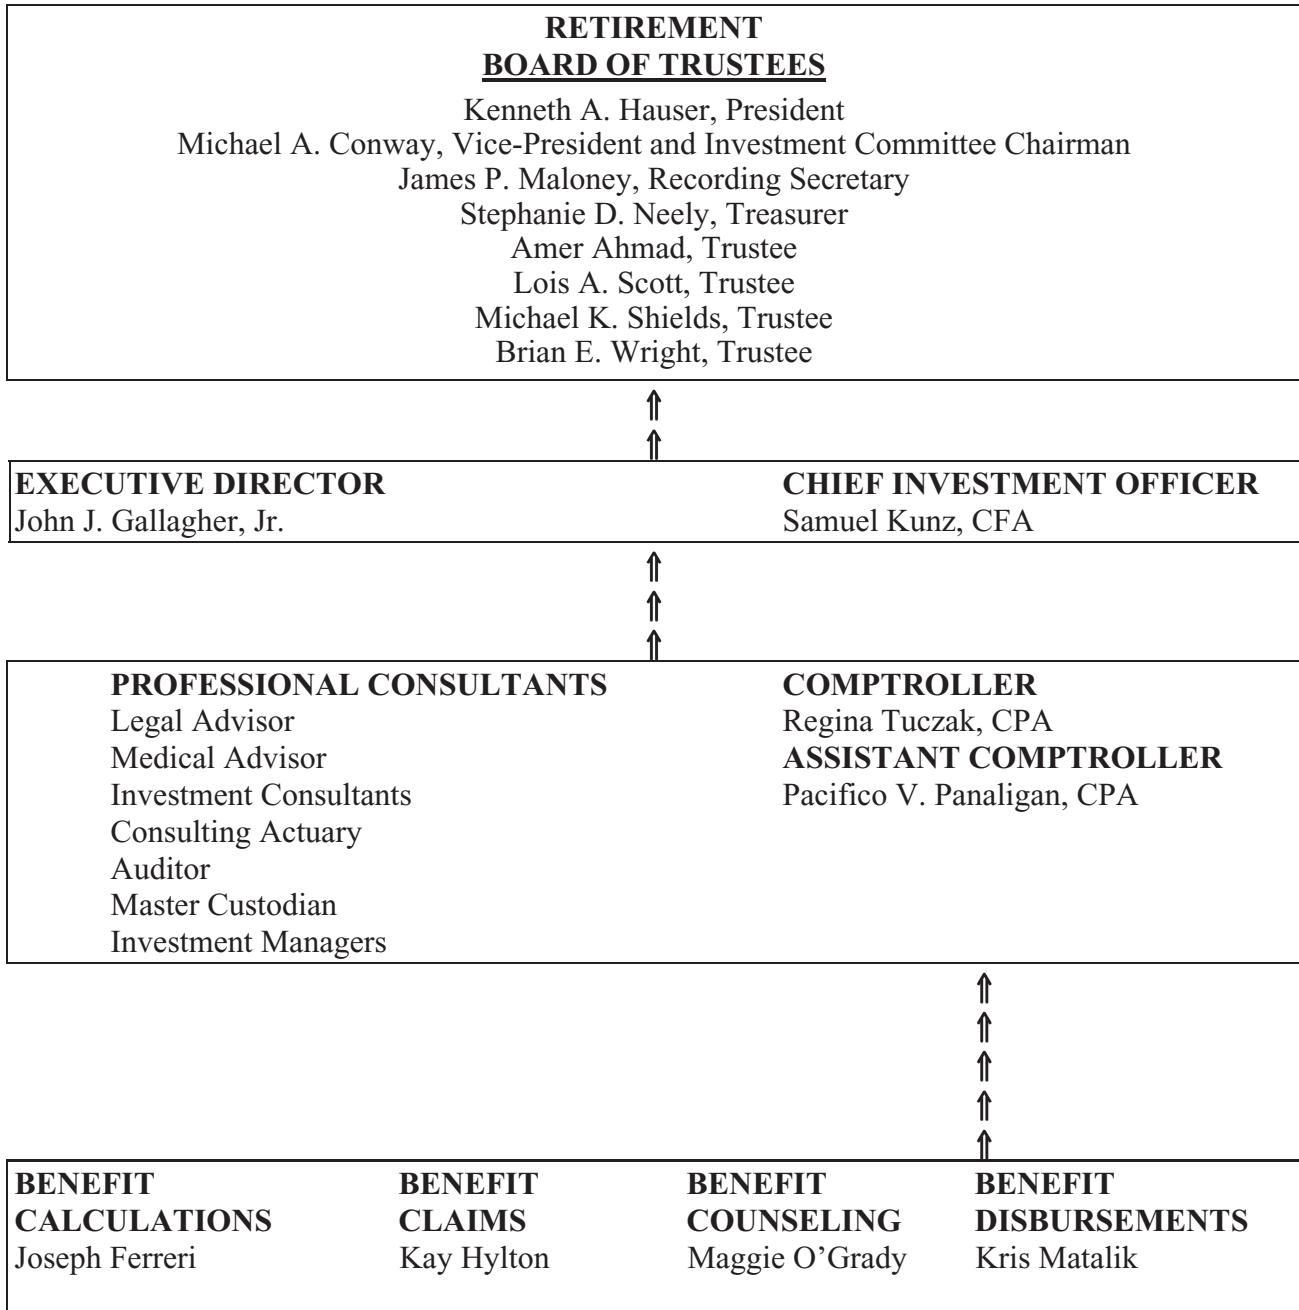 RETIREMENT
BOARD OF TRUSTEES
Kenneth A. Hauser, President
Michael A. Conway, Vice-President and Investment Committee Chairman
James P. Maloney, Recording Secretary
Stephanie D. Neely, Treasurer
Amer Ahmad, Trustee
Lois A. Scott, Trustee
Michael K. Shields, Trustee
Brian E. Wright, Trustee
⇑
⇑
EXECUTIVE DIRECTOR
John J. Gallagher, Jr.
CHIEF INVESTMENT OFFICER
Samuel Kunz, CFA
⇑
⇑
⇑
PROFESSIONAL CONSULTANTS
Legal Advisor
Medical Advisor
Investment Consultants
Consulting Actuary
Auditor
Master Custodian
Investment Managers
COMPTROLLER
Regina Tuczak, CPA
ASSISTANT COMPTROLLER
Pacifico V. Panaligan, CPA
⇑
⇑
⇑
⇑
⇑
BENEFIT
CALCULATIONS
Joseph Ferreri
BENEFIT
CLAIMS
Kay Hylton
BENEFIT
COUNSELING
Maggie O’Grady
BENEFIT
DISBURSEMENTS
Kris Matalik